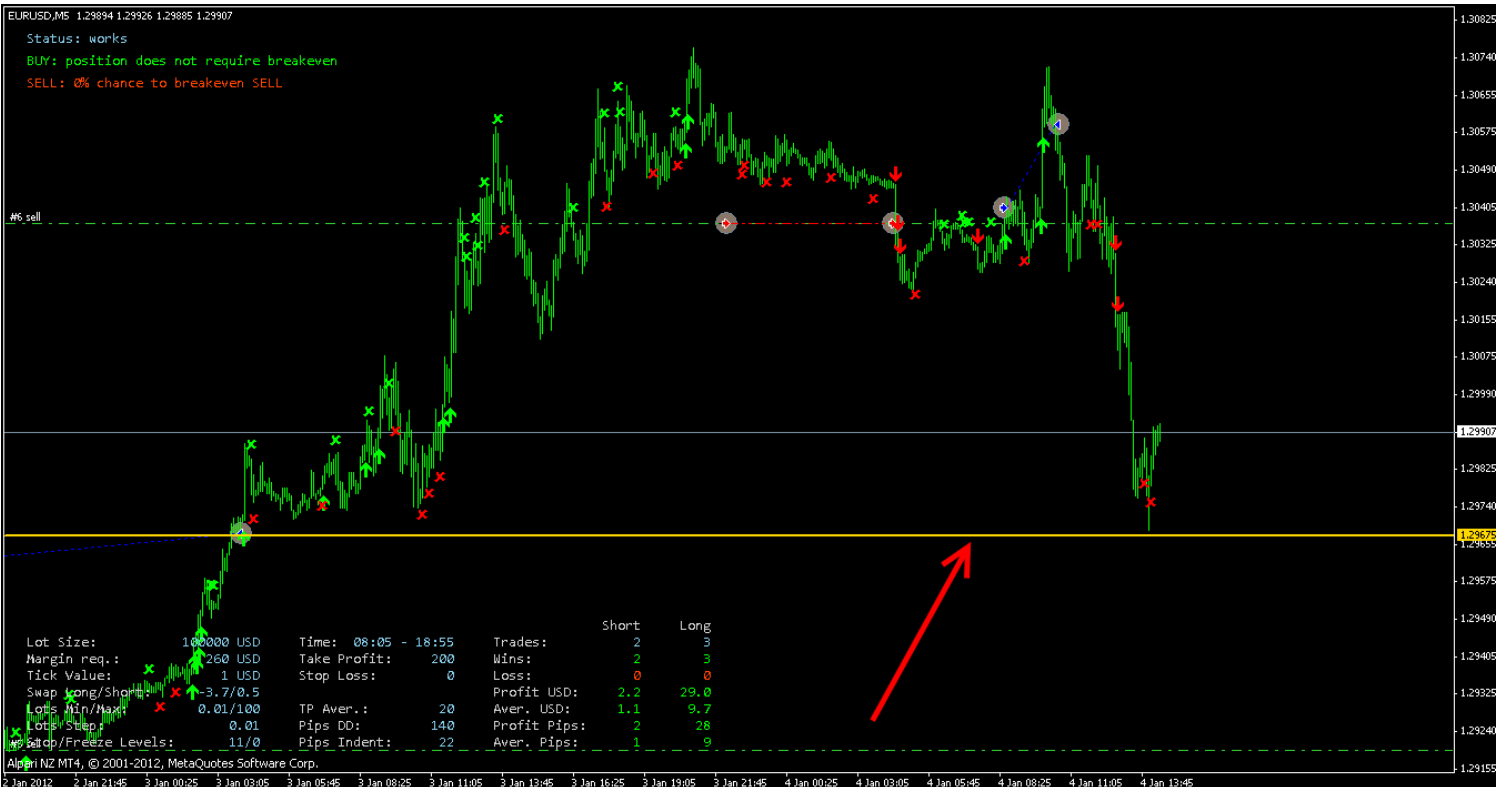 EURUSD,M5 1.29894 1.29926 1.29885 1.29907
Status: works
BUY: position does not require breakeven
SELL: 0% chance to breakeven SELL
#6 sell
1.30825
1.30740
1.30655
1.30575
1.30490
1.30405
1.30325
1.30240
1.30155
1.30075
1.29990
1.29907
1.29825
1.29740
1.29675
1.29655
1.29575
1.29490
1.29405
1.29325
1.29240
1.29155
Short Long
Lot Size: 100000 USD Time: 08:05 - 18:55 Trades: 2 3
Margin req.: 1260 USD Take Profit: 200 Wins: 2 3
Tick Value: 1 USD Stop Loss: 0 Loss: 0 0
Swap Long/Short: -3.7/0.5 Profit USD: 2.2 29.0
Lots Min/Max: 0.01/100 TP Aver.: 20 Aver. USD: 1.1 9.7
Lots Step: 0.01 Pips DD: 140 Profit Pips: 2 28
Stop/Freeze Levels: 11/0 Pips Indent: 22 Aver. Pips: 1 9
Alpari NZ MT4, © 2001-2012, MetaQuotes Software Corp.
2 Jan 2012 2 Jan 21:45 3 Jan 00:25 3 Jan 03:05 3 Jan 05:45 3 Jan 08:25 3 Jan 11:05 3 Jan 13:45 3 Jan 16:25 3 Jan 19:05 3 Jan 21:45 4 Jan 00:25 4 Jan 03:05 4 Jan 05:45 4 Jan 08:25 4 Jan 11:05 4 Jan 13:45